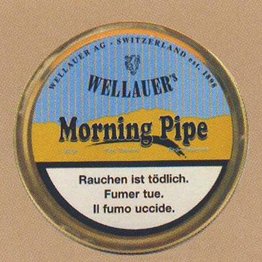 WELLAUER AG - SWITZERLAND est. 1898
WELLAUER's
Morning Pipe
Rauchen ist tödlich.
Fumer tue.
Il fumo uccide.